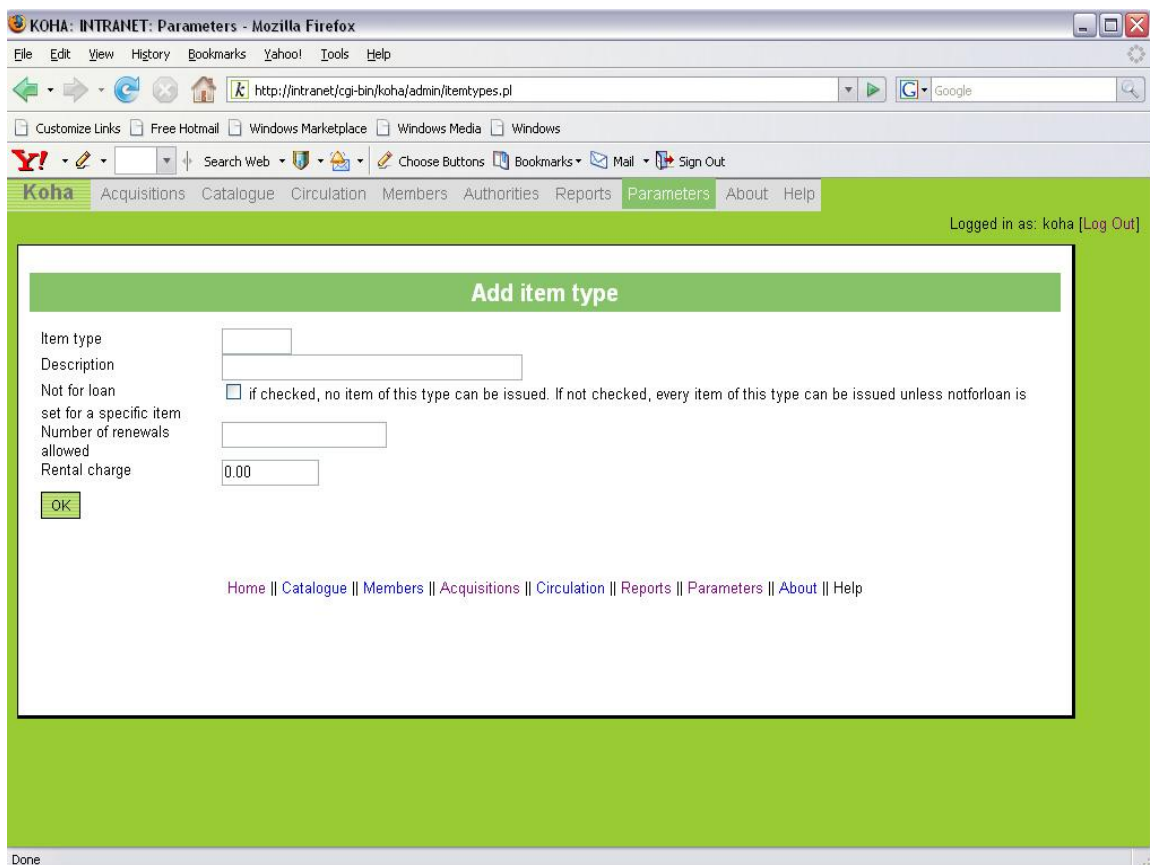 KOHA: INTRANET: Parameters - Mozilla Firefox
File Edit View History Bookmarks Yahoo! Tools Help
k http://intranet/cgi-bin/koha/admin/itemtypes.pl G Google
Customize Links Free Hotmail Windows Marketplace Windows Media Windows
Y! Search Web Choose Buttons Bookmarks Mail Sign Out
Koha Acquisitions Catalogue Circulation Members Authorities Reports Parameters About Help
Logged in as: koha [Log Out]
Add item type
Item type
Description
Not for loan if checked, no item of this type can be issued. If not checked, every item of this type can be issued unless notforloan is
set for a specific item
Number of renewals
allowed
Rental charge 0.00
OK
Home || Catalogue || Members || Acquisitions || Circulation || Reports || Parameters || About || Help
Done